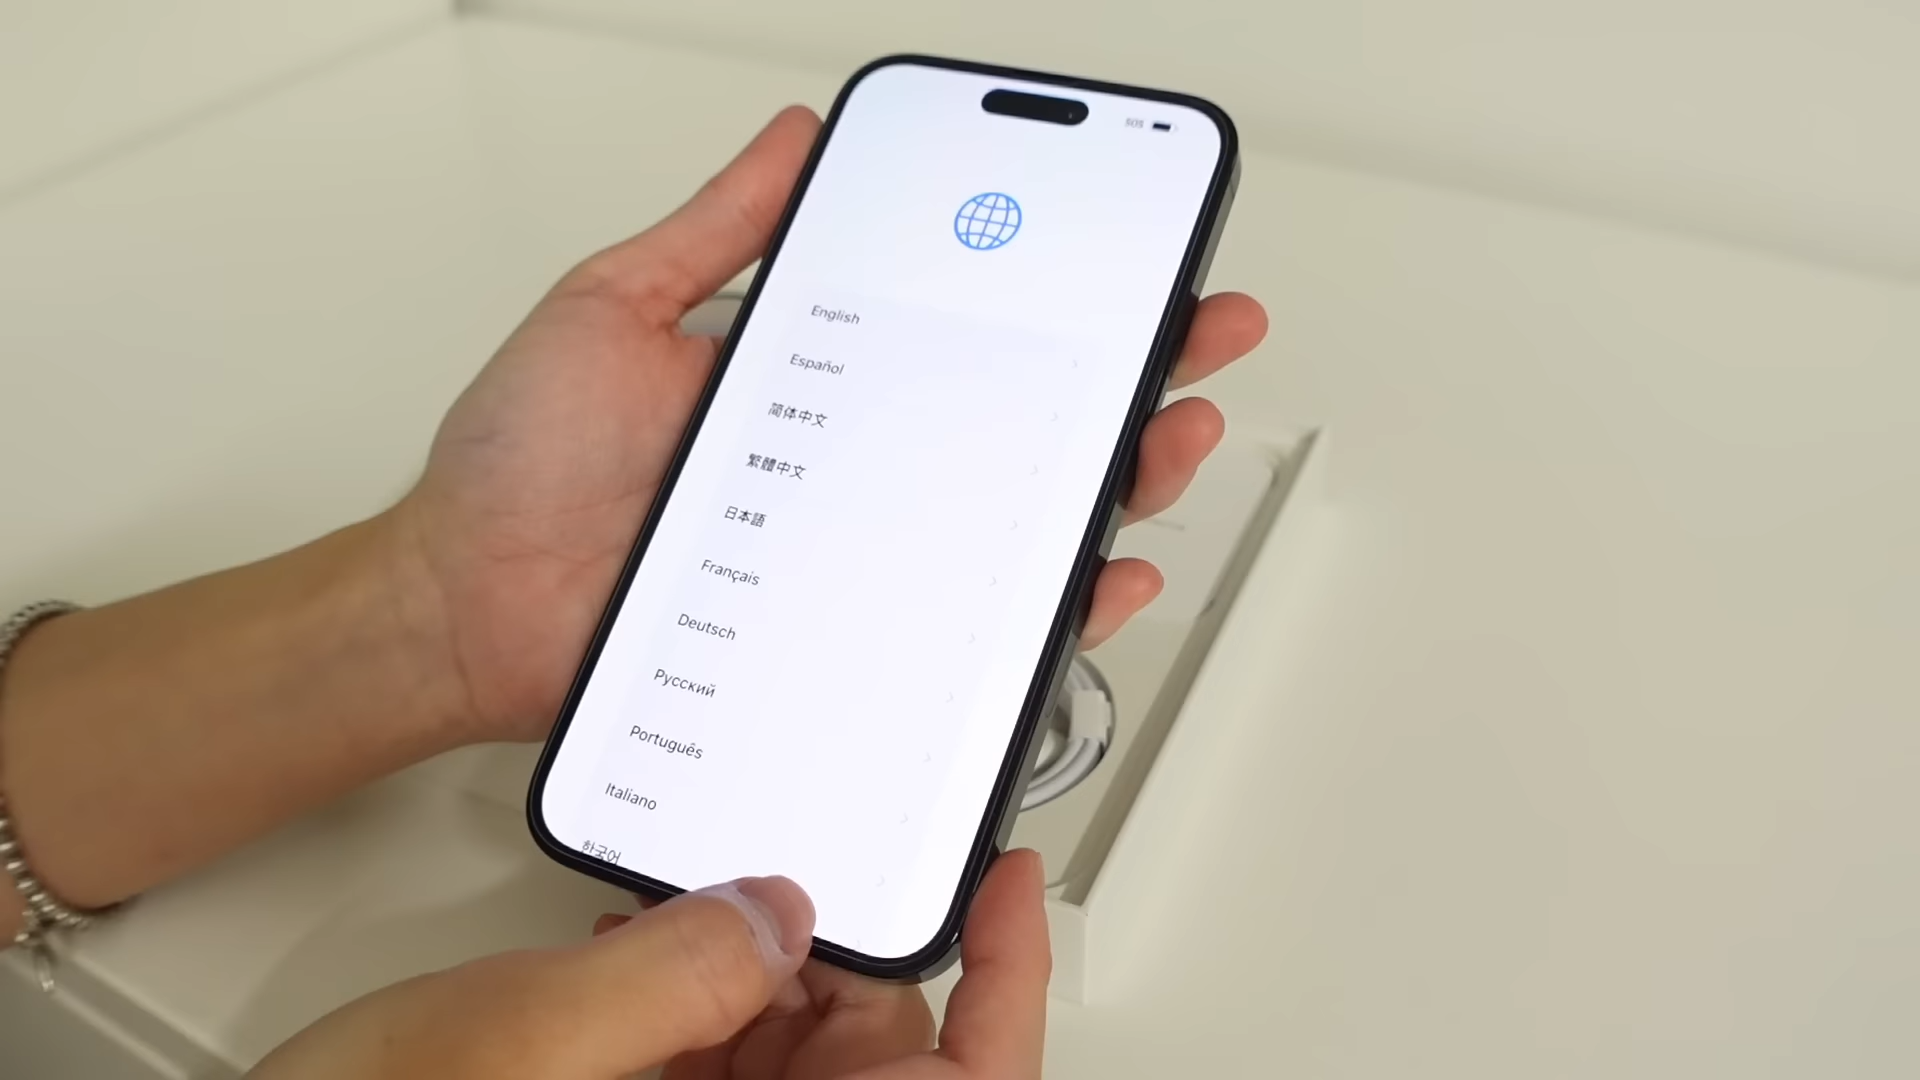 SOS
English
Español
简体中文
繁體中文
日本語
Français
Deutsch
Русский
Português
Italiano
한국어